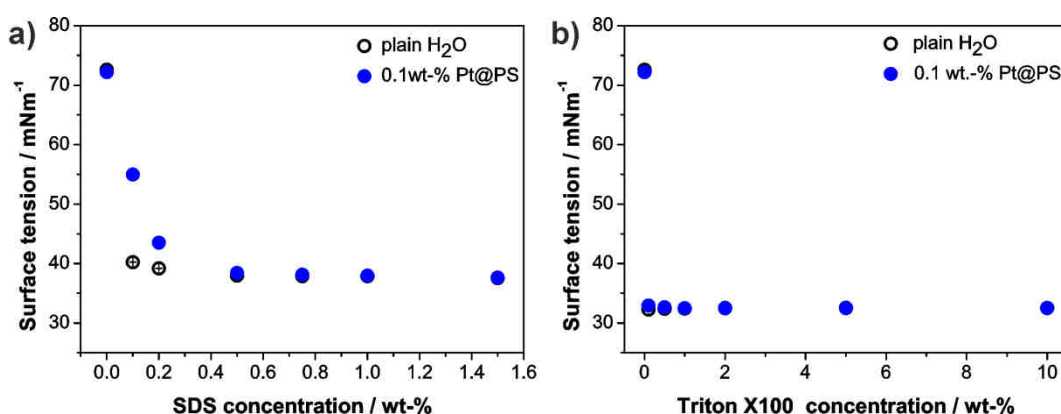 a)
plain H₂O
0.1wt-% Pt@PS
Surface tension / mNm⁻¹
80
70
60
50
40
30
0.0 0.2 0.4 0.6 0.8 1.0 1.2 1.4 1.6
SDS concentration / wt-%
b)
plain H₂O
0.1 wt.-% Pt@PS
Surface tension / mNm⁻¹
80
70
60
50
40
30
0 2 4 6 8 10
Triton X100 concentration / wt-%